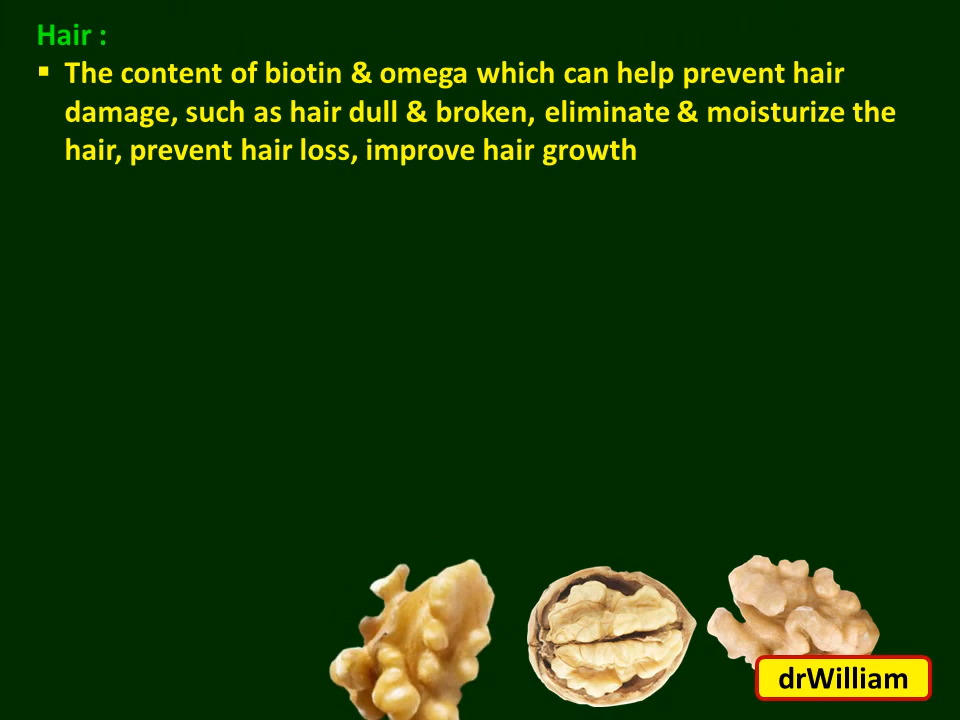 Hair :
▪ The content of biotin & omega which can help prevent hair
damage, such as hair dull & broken, eliminate & moisturize the
hair, prevent hair loss, improve hair growth
drWilliam